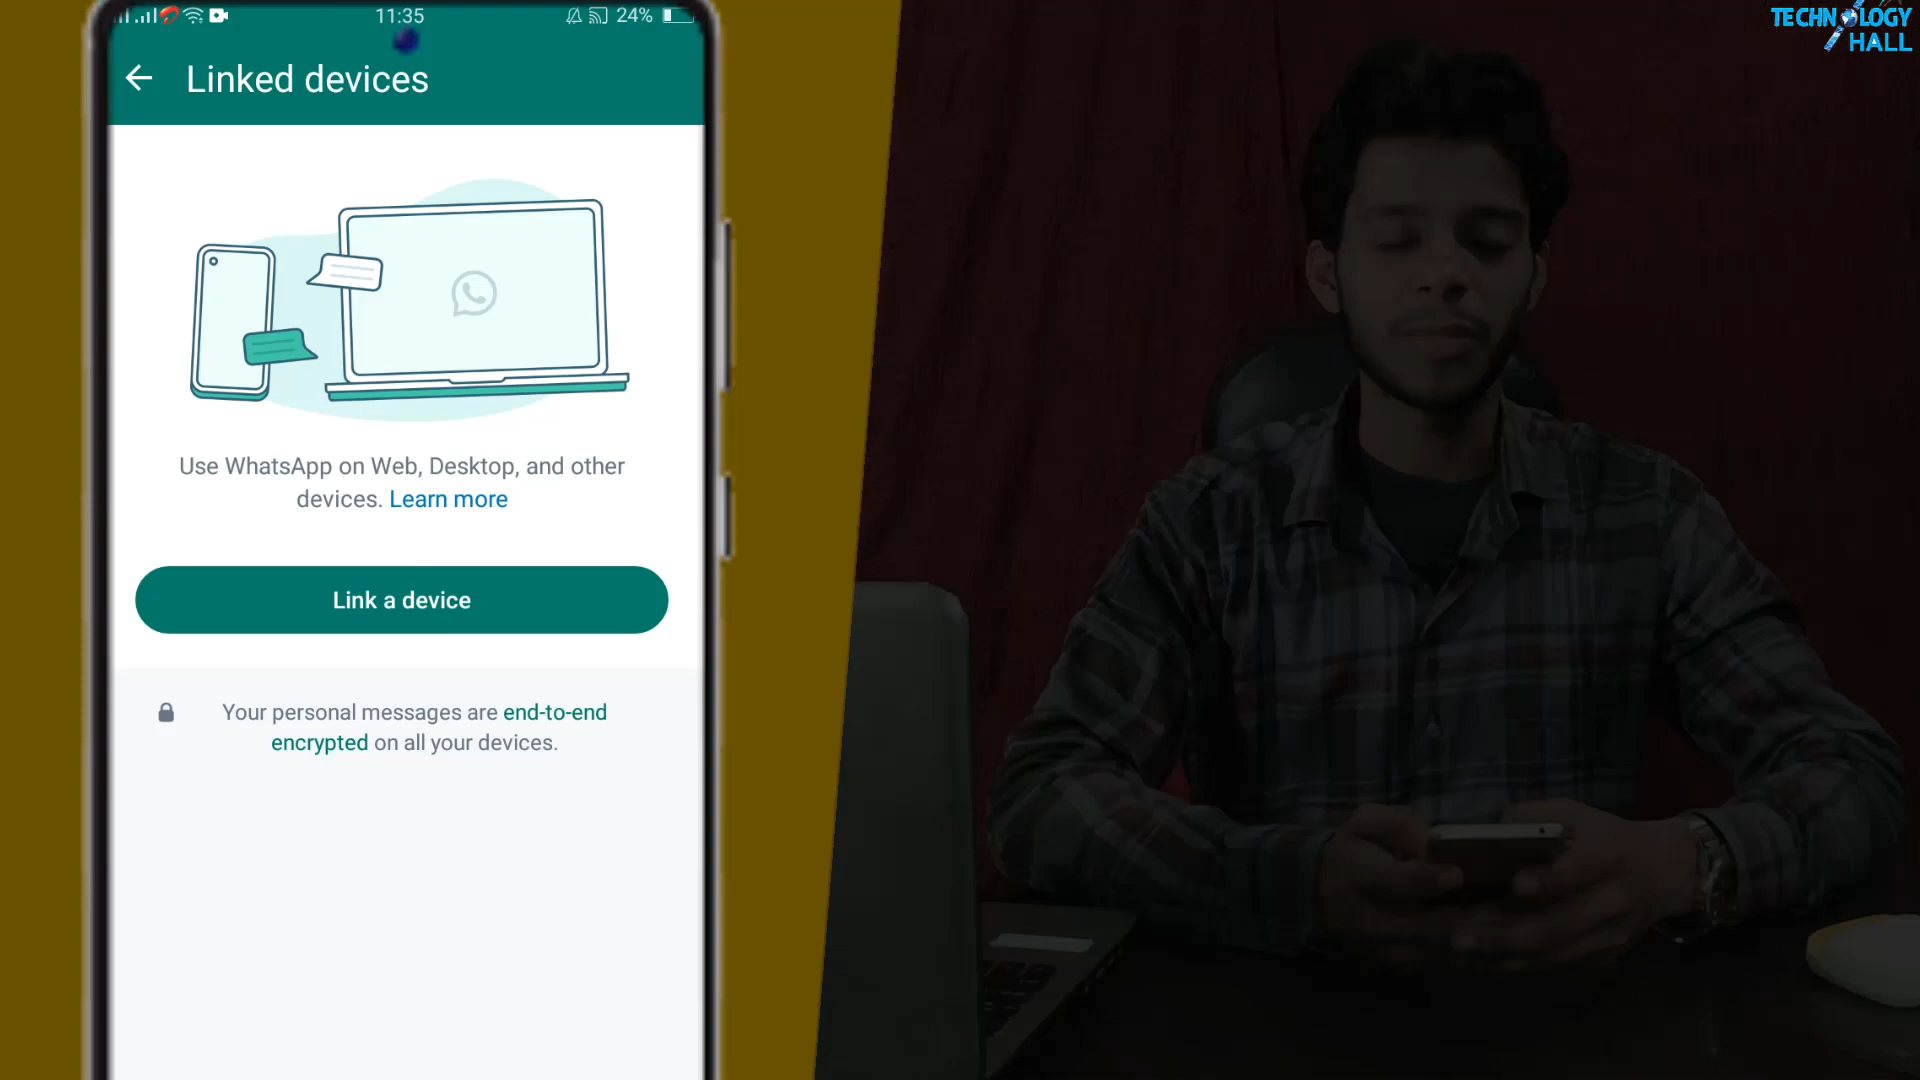 11:35
24%
TECHNOLOGY
HALL
Linked devices
Use WhatsApp on Web, Desktop, and other
devices. Learn more
Link a device
Your personal messages are end-to-end
encrypted on all your devices.